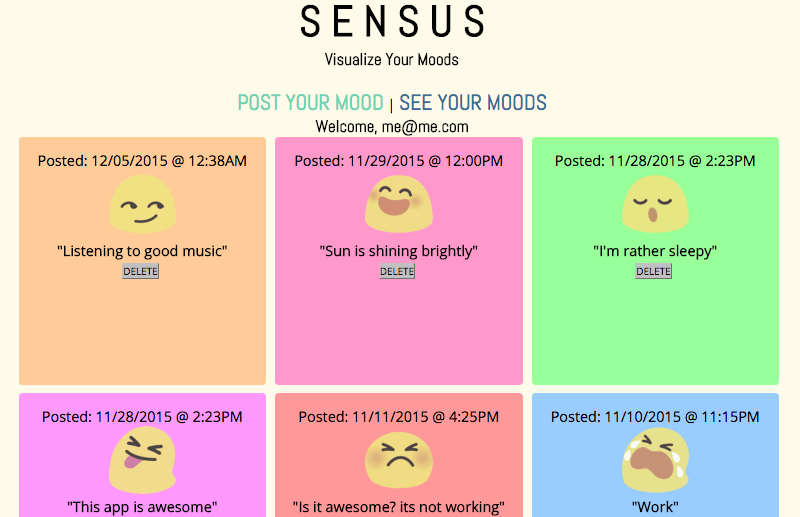 SENSUS
Visualize Your Moods
POST YOUR MOOD | SEE YOUR MOODS
Welcome, me@me.com
Posted: 12/05/2015 @ 12:38AM
"Listening to good music"
DELETE
Posted: 11/29/2015 @ 12:00PM
"Sun is shining brightly"
DELETE
Posted: 11/28/2015 @ 2:23PM
"I'm rather sleepy"
DELETE
Posted: 11/28/2015 @ 2:23PM
"This app is awesome"
Posted: 11/11/2015 @ 4:25PM
"Is it awesome? its not working"
Posted: 11/10/2015 @ 11:15PM
"Work"